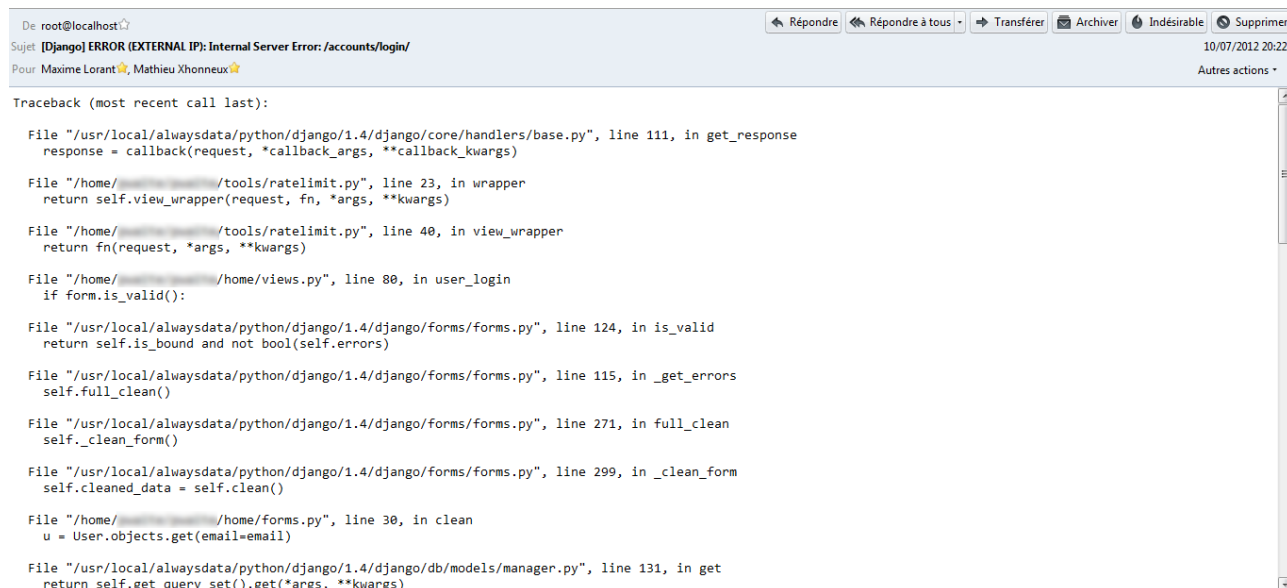 De root@localhost
Répondre Répondre à tous Transférer Archiver Indésirable Supprimer
Sujet [Django] ERROR (EXTERNAL IP): Internal Server Error: /accounts/login/
10/07/2012 20:22
Pour Maxime Lorant, Mathieu Xhonneux
Autres actions
Traceback (most recent call last):
File "/usr/local/alwaysdata/python/django/1.4/django/core/handlers/base.py", line 111, in get_response
response = callback(request, *callback_args, **callback_kwargs)
File "/home/ /tools/ratelimit.py", line 23, in wrapper
return self.view_wrapper(request, fn, *args, **kwargs)
File "/home/ /tools/ratelimit.py", line 40, in view_wrapper
return fn(request, *args, **kwargs)
File "/home/ /home/views.py", line 80, in user_login
if form.is_valid():
File "/usr/local/alwaysdata/python/django/1.4/django/forms/forms.py", line 124, in is_valid
return self.is_bound and not bool(self.errors)
File "/usr/local/alwaysdata/python/django/1.4/django/forms/forms.py", line 115, in _get_errors
self.full_clean()
File "/usr/local/alwaysdata/python/django/1.4/django/forms/forms.py", line 271, in full_clean
self._clean_form()
File "/usr/local/alwaysdata/python/django/1.4/django/forms/forms.py", line 299, in _clean_form
self.cleaned_data = self.clean()
File "/home/ /home/forms.py", line 30, in clean
u = User.objects.get(email=email)
File "/usr/local/alwaysdata/python/django/1.4/django/db/models/manager.py", line 131, in get
return self.get_query_set().get(*args, **kwargs)